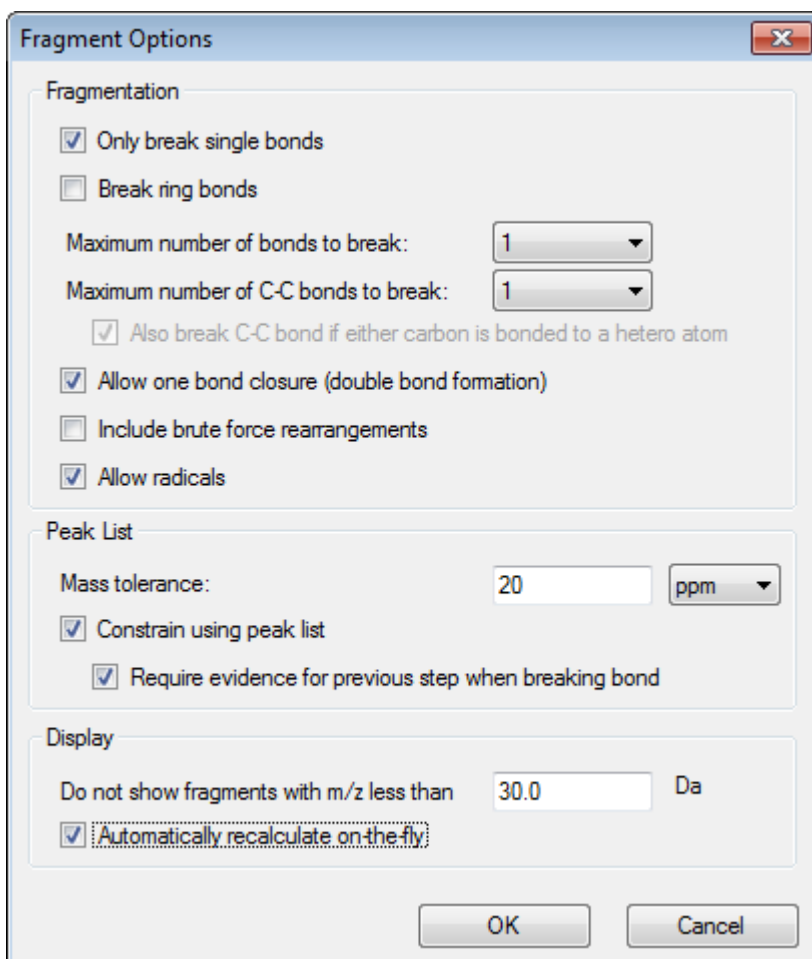 Fragment Options
Fragmentation
Only break single bonds
Break ring bonds
Maximum number of bonds to break: 1
Maximum number of C-C bonds to break: 1
Also break C-C bond if either carbon is bonded to a hetero atom
Allow one bond closure (double bond formation)
Include brute force rearrangements
Allow radicals
Peak List
Mass tolerance: 20 ppm
Constrain using peak list
Require evidence for previous step when breaking bond
Display
Do not show fragments with m/z less than 30.0 Da
Automatically recalculate on-the-fly
OK Cancel